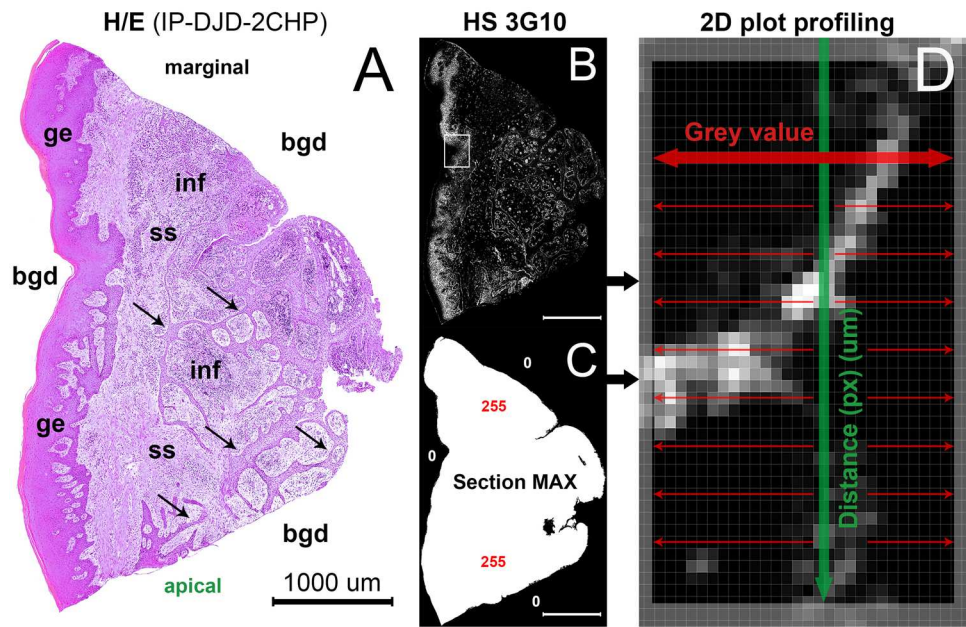 H/E (IP-DJD-2CHP)
HS 3G10
2D plot profiling
A
marginal
ge
bgd
inf
ss
bgd
inf
ge
ss
bgd
apical
1000 um
B
C
0
255
0
Section MAX
255
0
D
Grey value
Distance (px) (um)